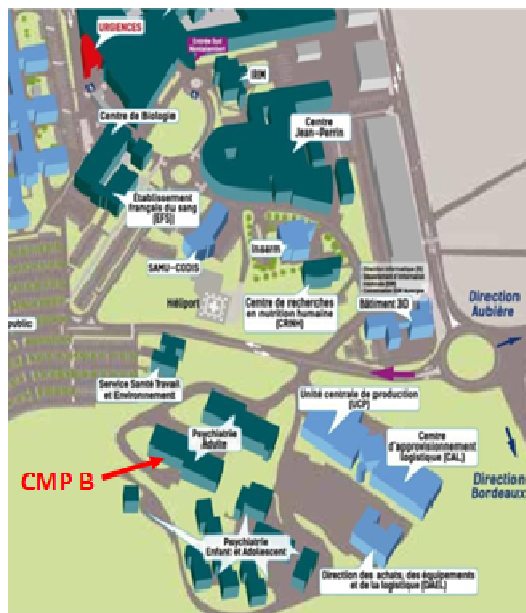 URGENCES
Entrée Sud
Montalembert
IRM
Centre de Biologie
Centre
Jean-Perrin
Établissement
français du sang
(EFS)
SAMU-CODIS
Héliport
Centre de recherches
en nutrition humaine
(CRNH)
Bâtiment 3D
Direction
Aubière
public
Service Santé Travail
et Environnement
Unité centrale de production
(UCP)
Psychiatrie
Adulte
Centre
d'approvisionnement
logistique (CAL)
CMP B
Direction
Bordeaux
Psychiatrie
Enfant et Adolescent
Direction des achats, des équipements
et de la logistique (DAEL)